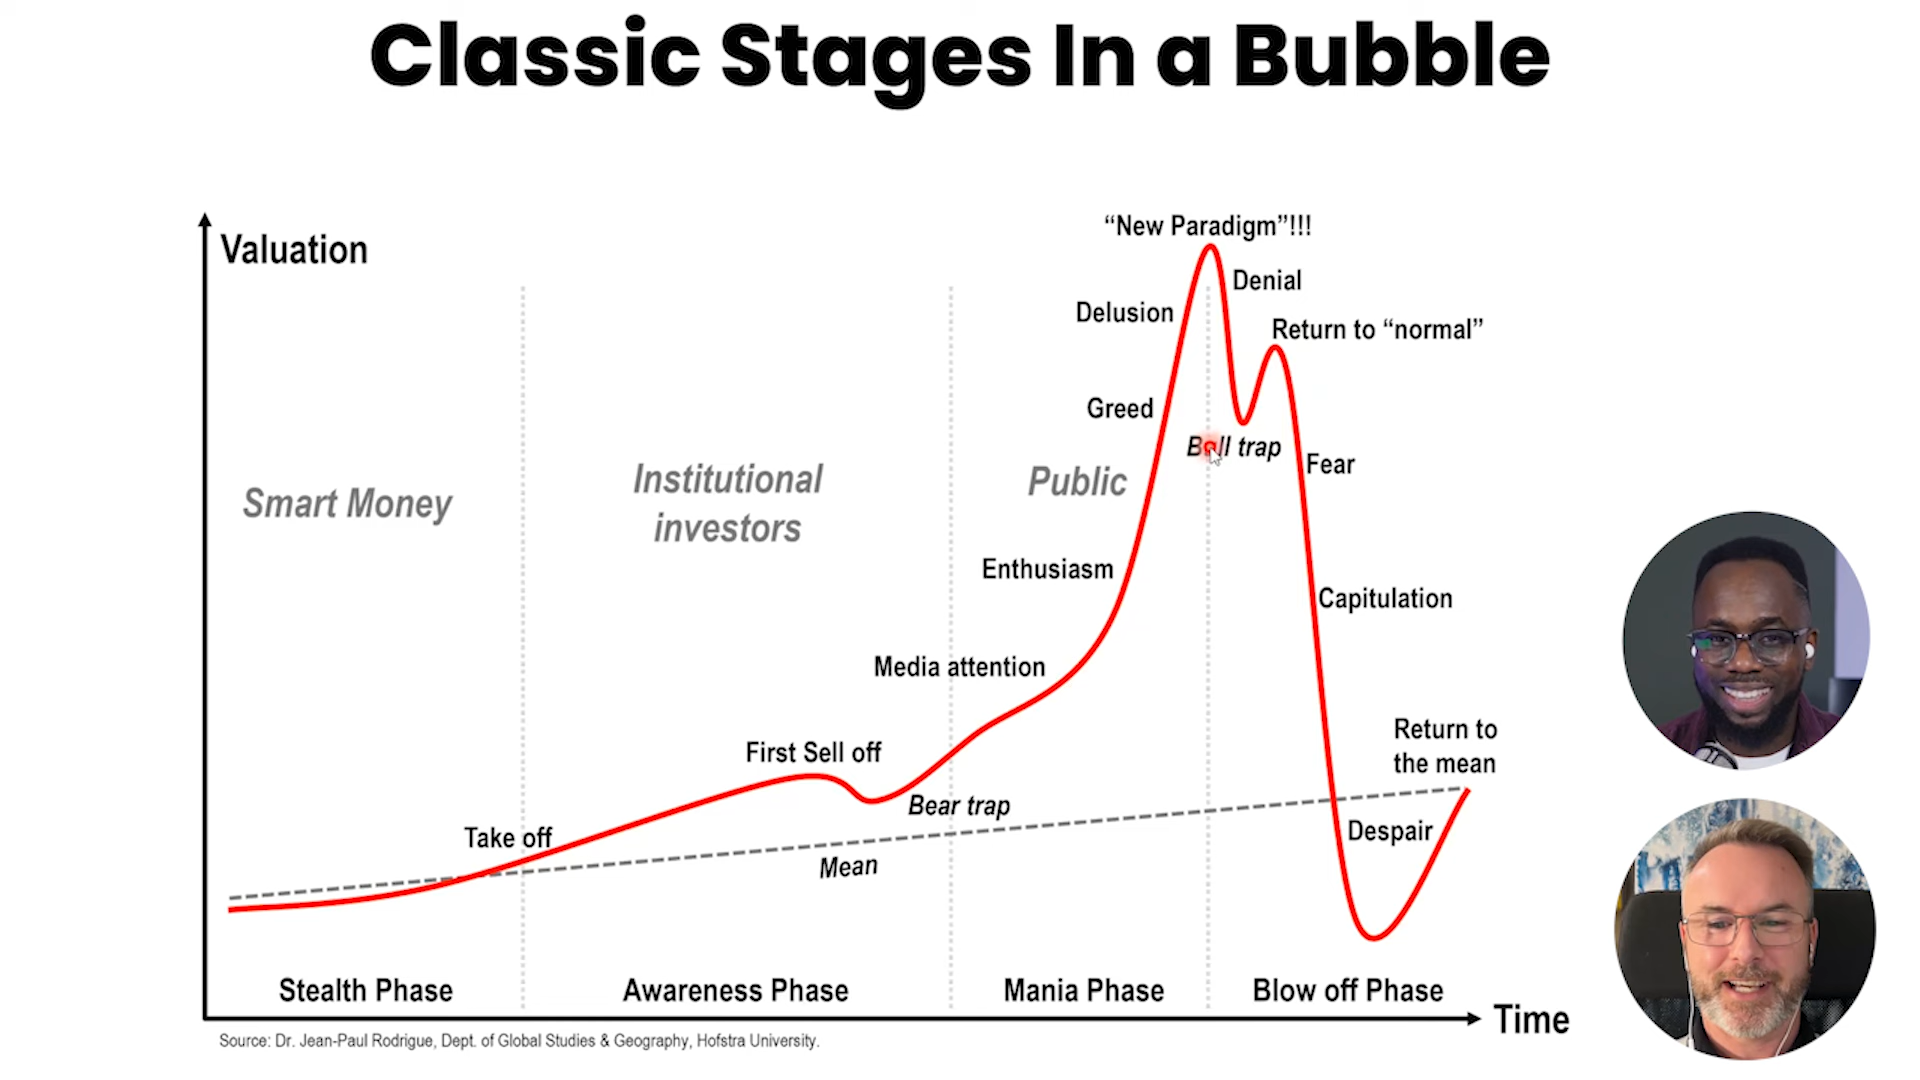 Classic Stages In a Bubble
Valuation
"New Paradigm"!!!
Denial
Delusion
Return to "normal"
Greed
Bull trap
Fear
Smart Money
Institutional
investors
Public
Enthusiasm
Capitulation
Media attention
First Sell off
Return to
the mean
Bear trap
Take off
Despair
Mean
Stealth Phase
Awareness Phase
Mania Phase
Blow off Phase
Time
Source: Dr. Jean-Paul Rodrigue, Dept. of Global Studies & Geography, Hofstra University.